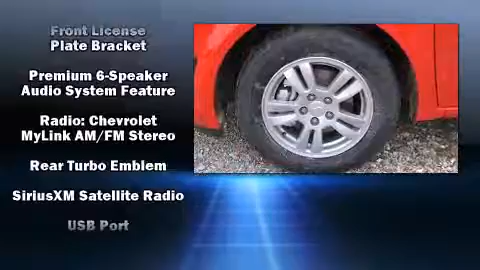 Front License
Plate Bracket
Premium 6-Speaker
Audio System Feature
Radio: Chevrolet
MyLink AM/FM Stereo
Rear Turbo Emblem
SiriusXM Satellite Radio
USB Port